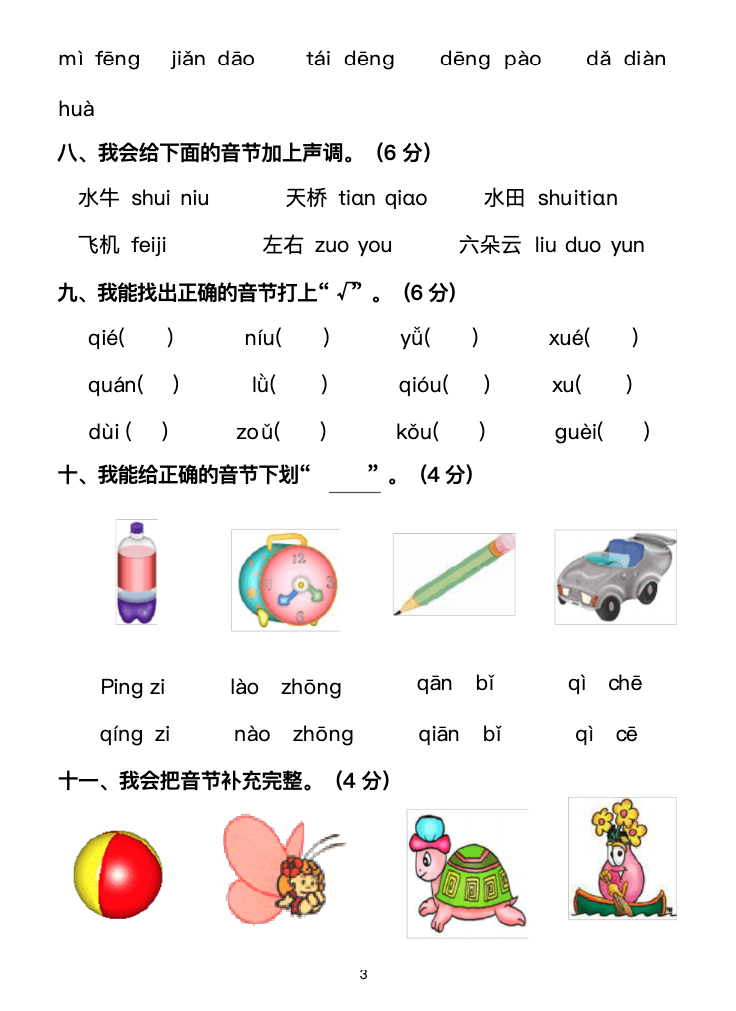 mì fēng jiǎn dāo tái dēng dēng pào dǎ diàn
huà
八、我会给下面的音节加上声调。（6 分）
水牛 shui niu 天桥 tian qiao 水田 shuitian
飞机 feiji 左右 zuo you 六朵云 liu duo yun
九、我能找出正确的音节打上“√”。（6 分）
qié( ) níu( ) yǚ( ) xué( )
quán( ) lǜ( ) qióu( ) xu( )
dùi ( ) zoǔ( ) kǒu( ) guèi( )
十、我能给正确的音节下划“ ____ ”。（4 分）
12
3
6
9
Ping zi lào zhōng qān bǐ qì chē
qíng zi nào zhōng qiān bǐ qì cē
十一、我会把音节补充完整。（4 分）
3